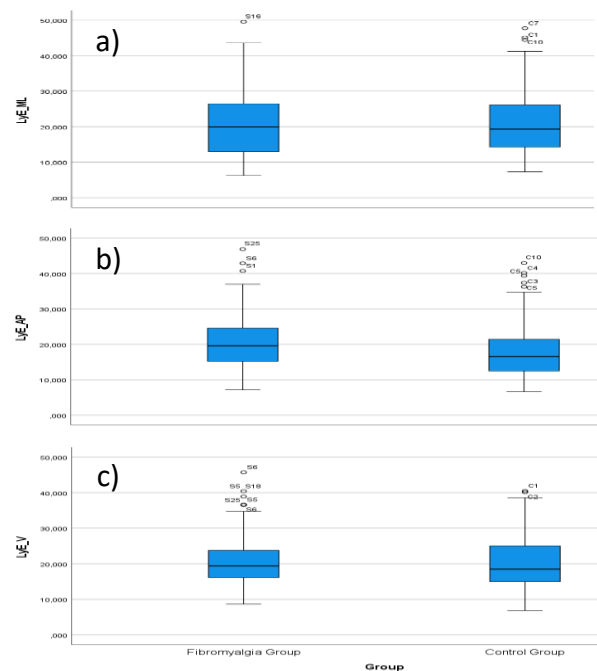 a)
LyE_ML
50,000
40,000
30,000
20,000
10,000
,000
S16
C7
C1
C10
b)
LyE_AP
50,000
40,000
30,000
20,000
10,000
,000
S25
S6
S1
C10
C4
C5
C3
C5
c)
LyE_V
50,000
40,000
30,000
20,000
10,000
,000
S6
S5 S18
S25 S5
S6
C1
C2
Fibromyalgia Group
Control Group
Group